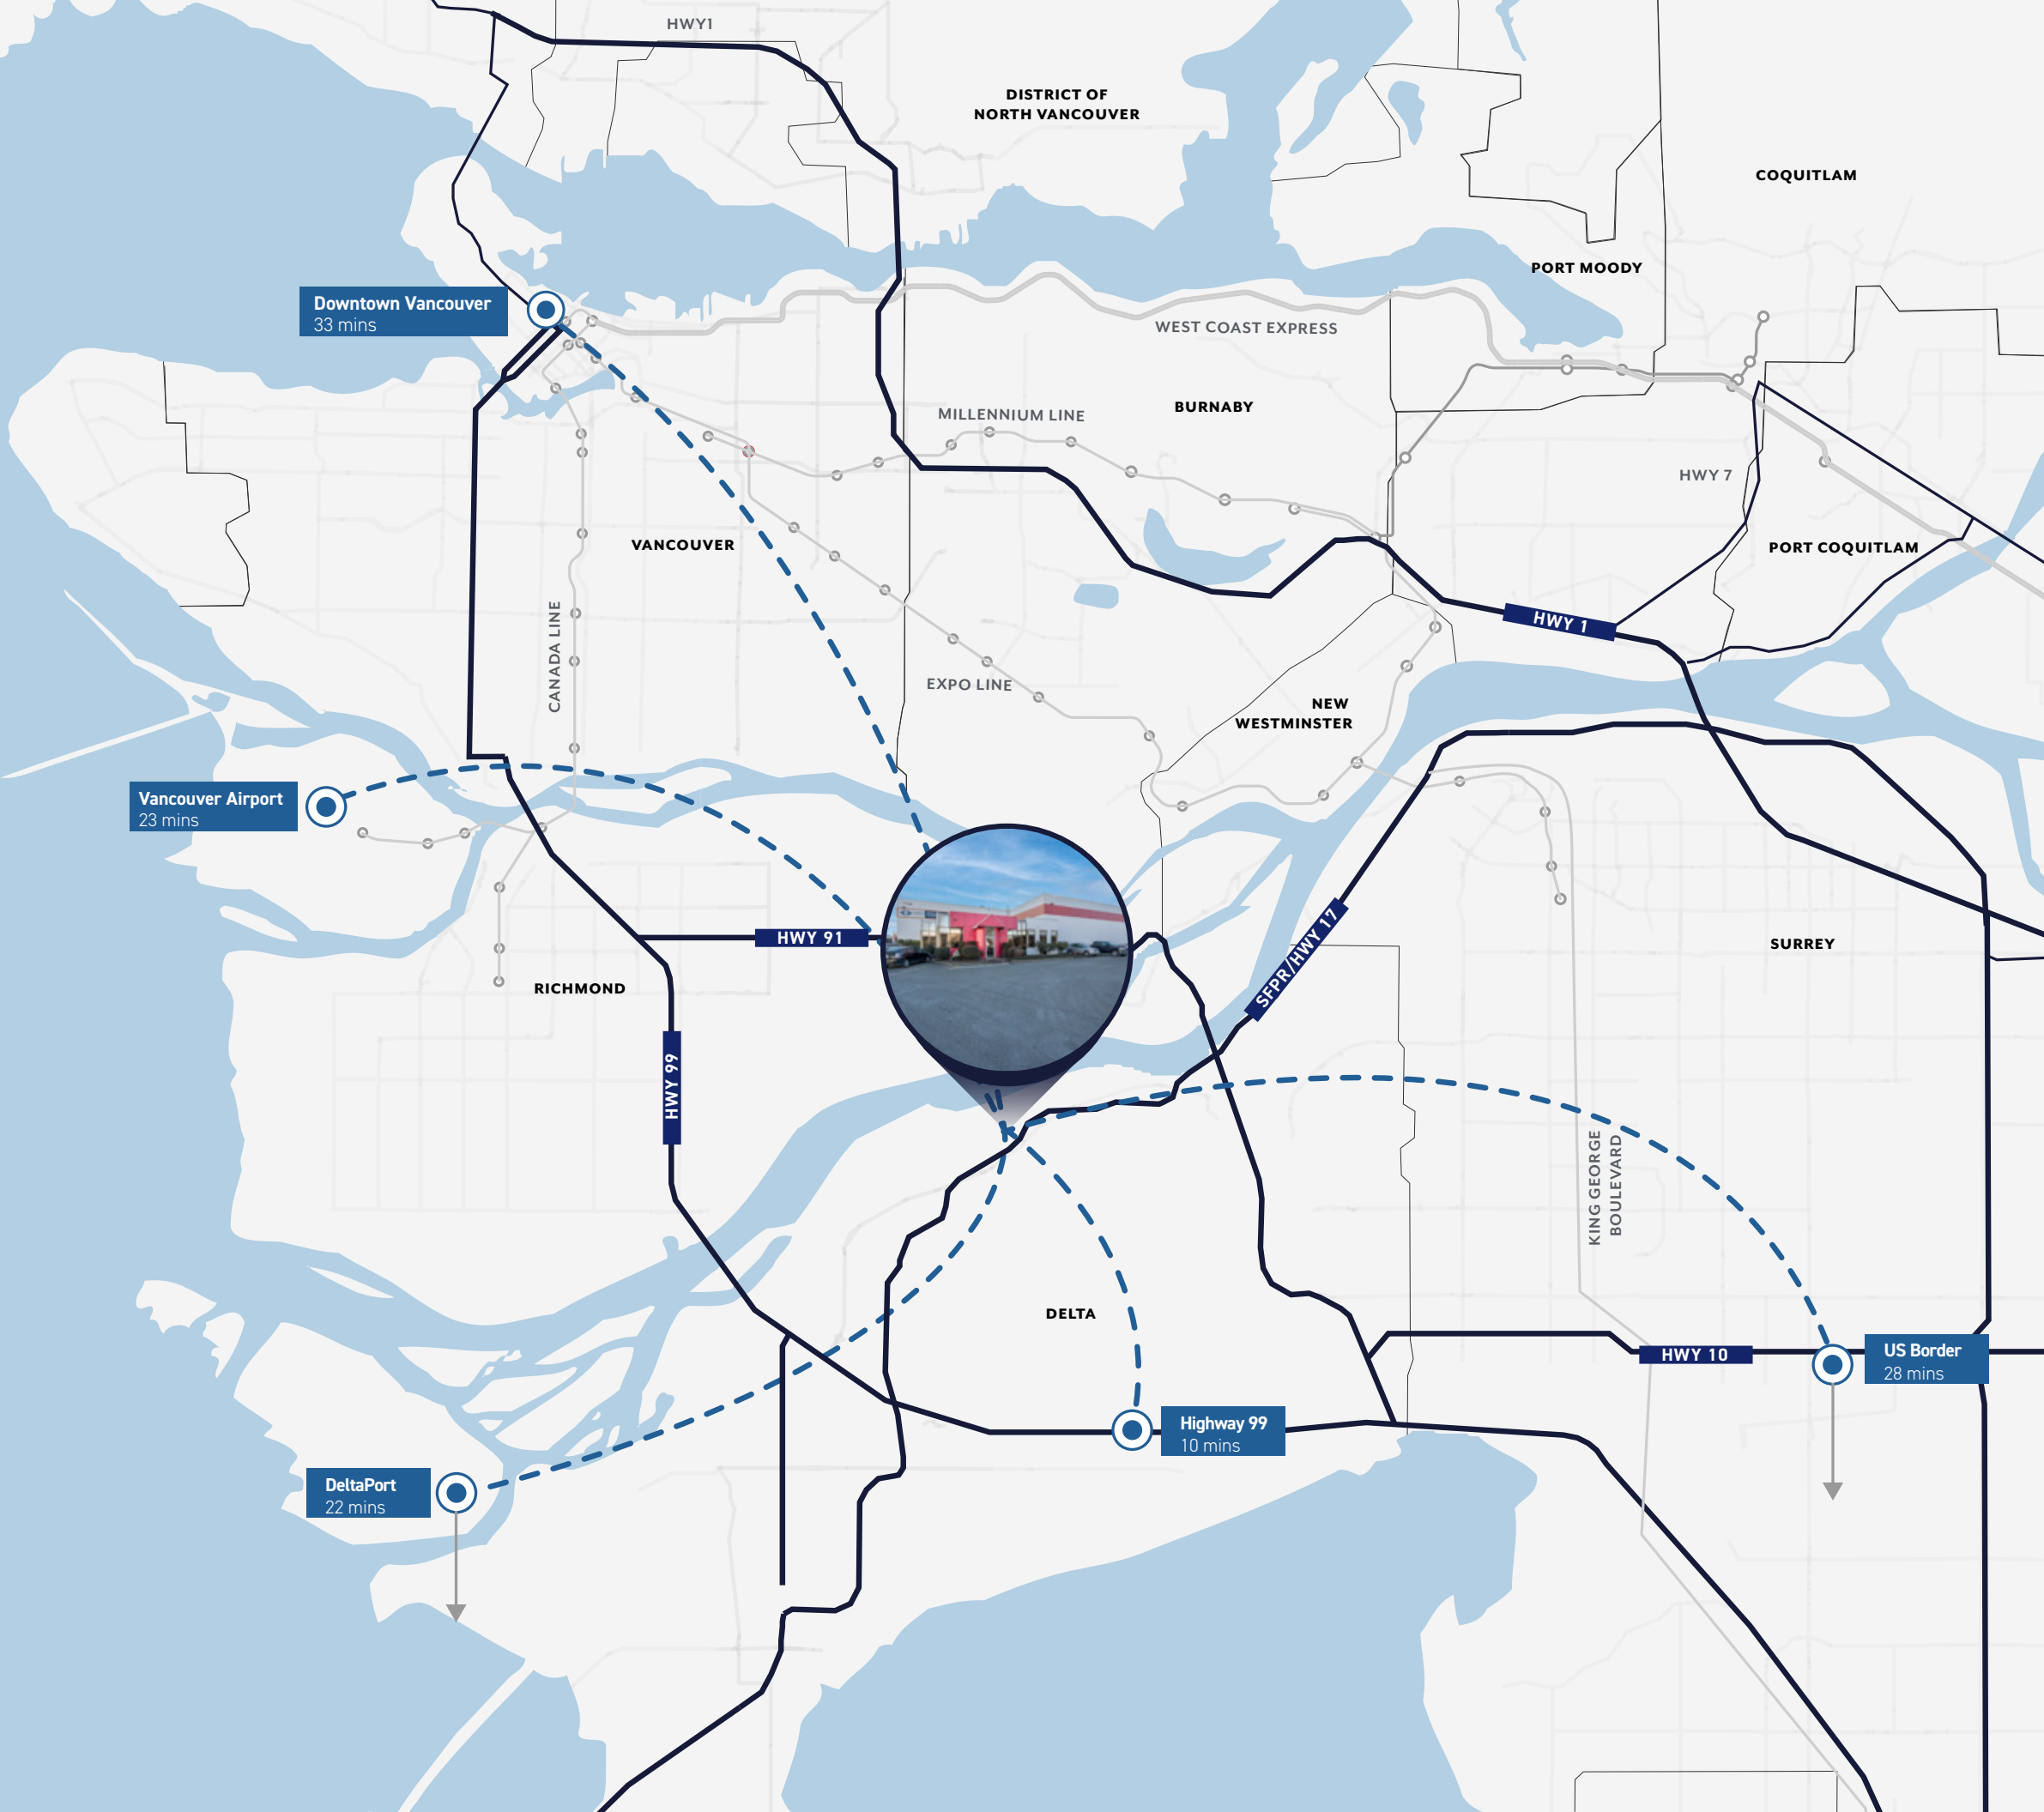 HWY1
DISTRICT OF
NORTH VANCOUVER
COQUITLAM
PORT MOODY
Downtown Vancouver
33 mins
WEST COAST EXPRESS
MILLENNIUM LINE
BURNABY
HWY 7
VANCOUVER
PORT COQUITLAM
HWY 1
CANADA LINE
EXPO LINE
NEW
WESTMINSTER
Vancouver Airport
23 mins
HWY 91
SFPR/HWY 17
SURREY
RICHMOND
HWY 99
KING GEORGE
BOULEVARD
DELTA
HWY 10
US Border
28 mins
Highway 99
10 mins
DeltaPort
22 mins